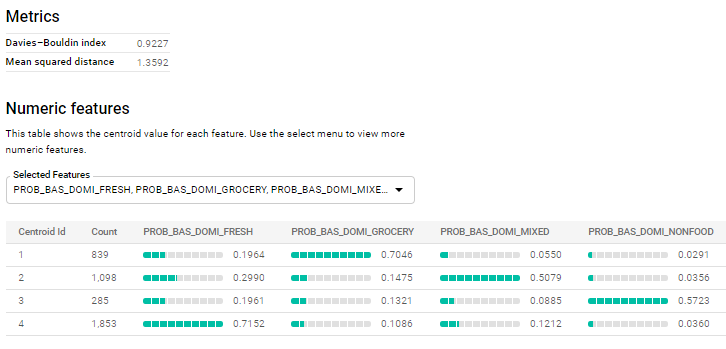 Metrics
Davies–Bouldin index 0.9227
Mean squared distance 1.3592
Numeric features
This table shows the centroid value for each feature. Use the select menu to view more
numeric features.
Selected Features
PROB_BAS_DOMI_FRESH, PROB_BAS_DOMI_GROCERY, PROB_BAS_DOMI_MIXE...
Centroid Id Count PROB_BAS_DOMI_FRESH PROB_BAS_DOMI_GROCERY PROB_BAS_DOMI_MIXED PROB_BAS_DOMI_NONFOOD
1 839 0.1964 0.7046 0.0550 0.0291
2 1,098 0.2990 0.1475 0.5079 0.0356
3 285 0.1961 0.1321 0.0885 0.5723
4 1,853 0.7152 0.1086 0.1212 0.0360